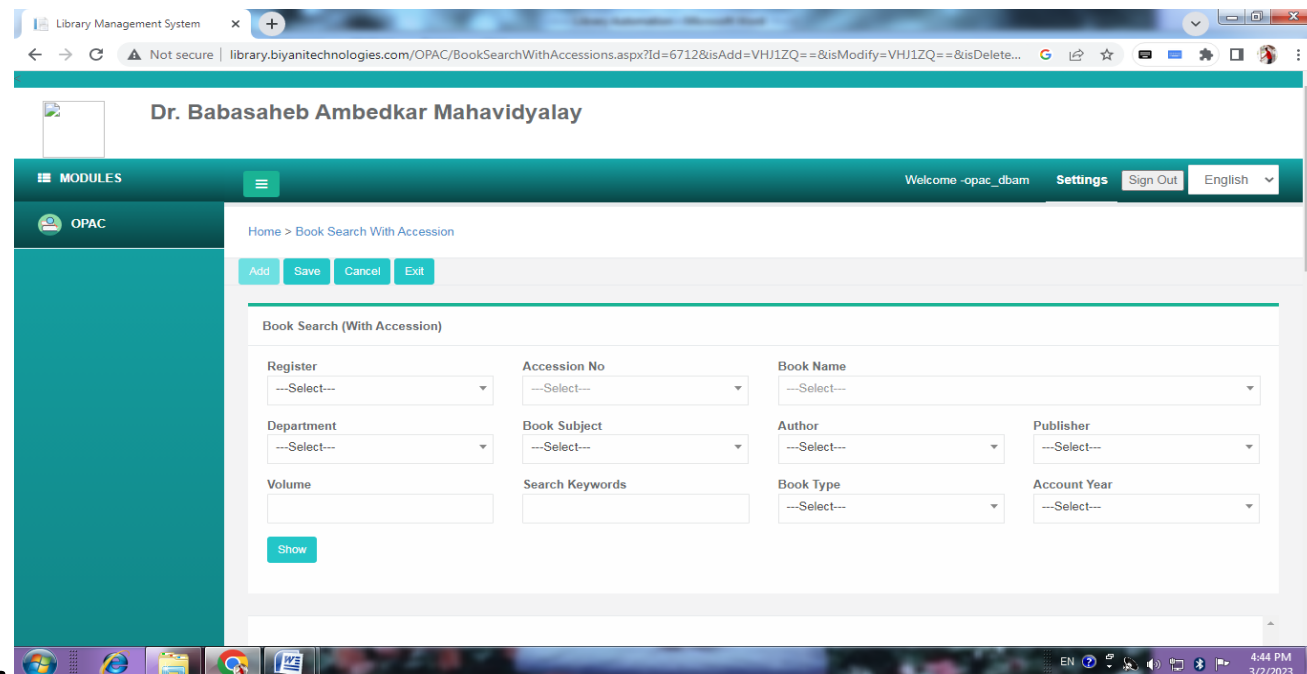 Library Management System
Library Automation - Microsoft Word
Not secure | library.biyanitechnologies.com/OPAC/BookSearchWithAccessions.aspx?Id=6712&isAdd=VHJ1ZQ==&isModify=VHJ1ZQ==&isDelete...
Dr. Babasaheb Ambedkar Mahavidyalay
MODULES
Welcome -opac_dbam Settings Sign Out English
OPAC
Home > Book Search With Accession
Add Save Cancel Exit
Book Search (With Accession)
Register Accession No Book Name
---Select--- ---Select--- ---Select---
Department Book Subject Author Publisher
---Select--- ---Select--- ---Select--- ---Select---
Volume Search Keywords Book Type Account Year
---Select--- ---Select---
Show
EN 4:44 PM
3/2/2023